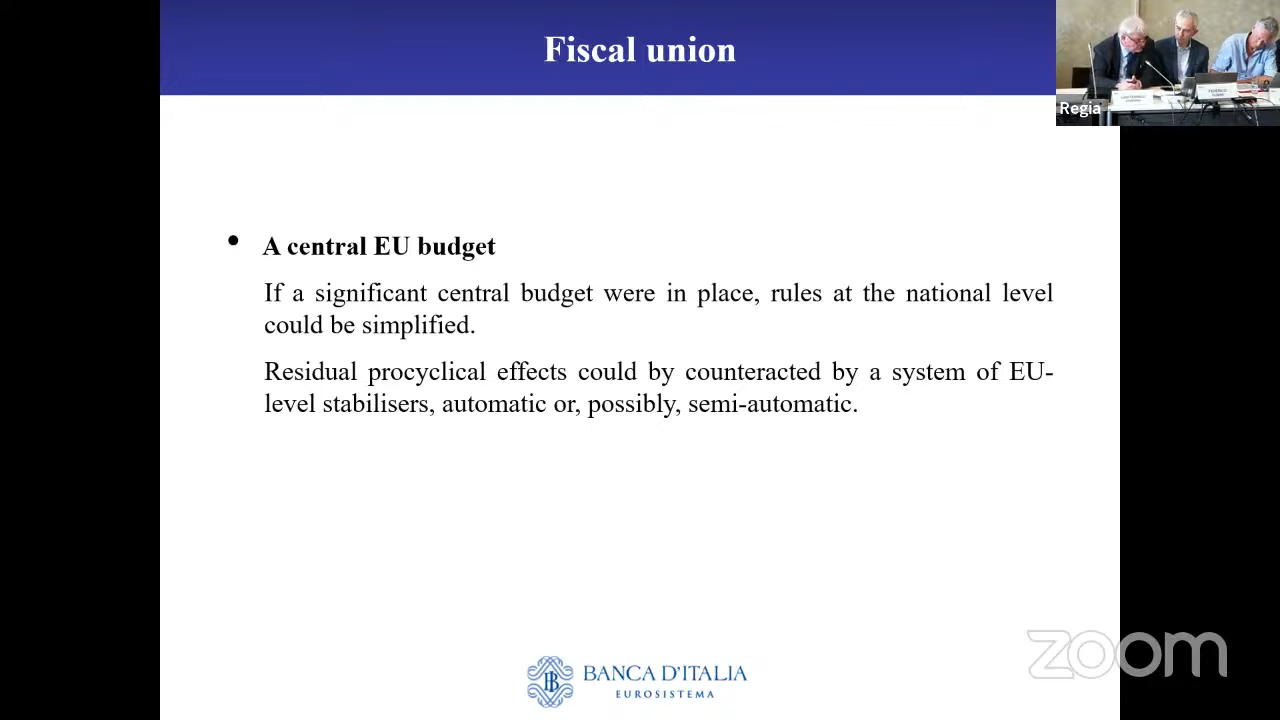 Fiscal union
Regia
FEDERICO
• A central EU budget
If a significant central budget were in place, rules at the national level
could be simplified.
Residual procyclical effects could by counteracted by a system of EU-
level stabilisers, automatic or, possibly, semi-automatic.
zoom
BANCA D'ITALIA
EUROSISTEMA